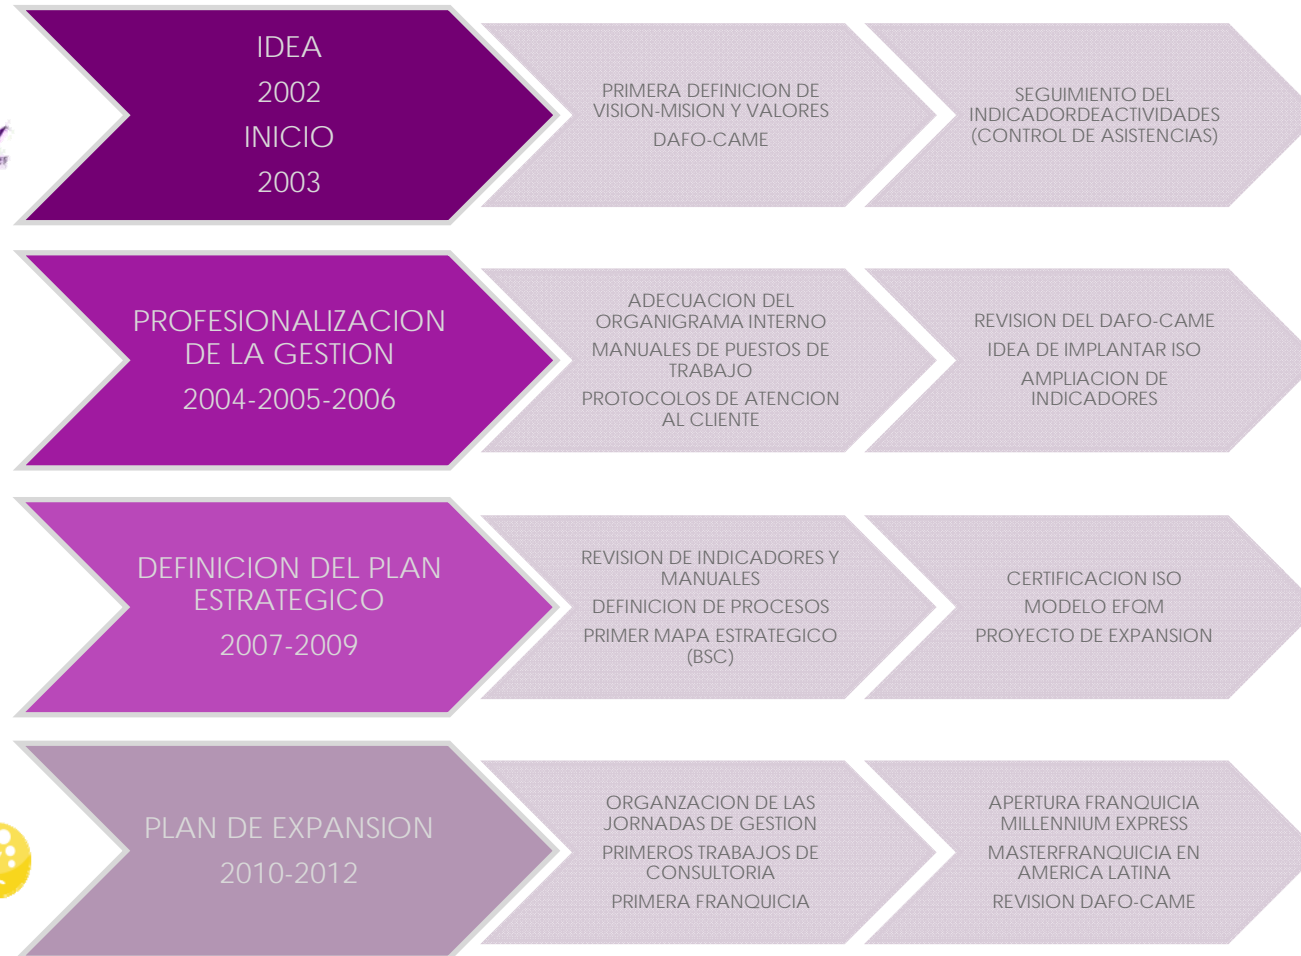 IDEA
2002
INICIO
2003
PRIMERA DEFINICION DE
VISION-MISION Y VALORES
DAFO-CAME
SEGUIMIENTO DEL
INDICADORDEACTIVIDADES
(CONTROL DE ASISTENCIAS)
PROFESIONALIZACION
DE LA GESTION
2004-2005-2006
ADECUACION DEL
ORGANIGRAMA INTERNO
MANUALES DE PUESTOS DE
TRABAJO
PROTOCOLOS DE ATENCION
AL CLIENTE
REVISION DEL DAFO-CAME
IDEA DE IMPLANTAR ISO
AMPLIACION DE
INDICADORES
DEFINICION DEL PLAN
ESTRATEGICO
2007-2009
REVISION DE INDICADORES Y
MANUALES
DEFINICION DE PROCESOS
PRIMER MAPA ESTRATEGICO
(BSC)
CERTIFICACION ISO
MODELO EFQM
PROYECTO DE EXPANSION
PLAN DE EXPANSION
2010-2012
ORGANZACION DE LAS
JORNADAS DE GESTION
PRIMEROS TRABAJOS DE
CONSULTORIA
PRIMERA FRANQUICIA
APERTURA FRANQUICIA
MILLENNIUM EXPRESS
MASTERFRANQUICIA EN
AMERICA LATINA
REVISION DAFO-CAME